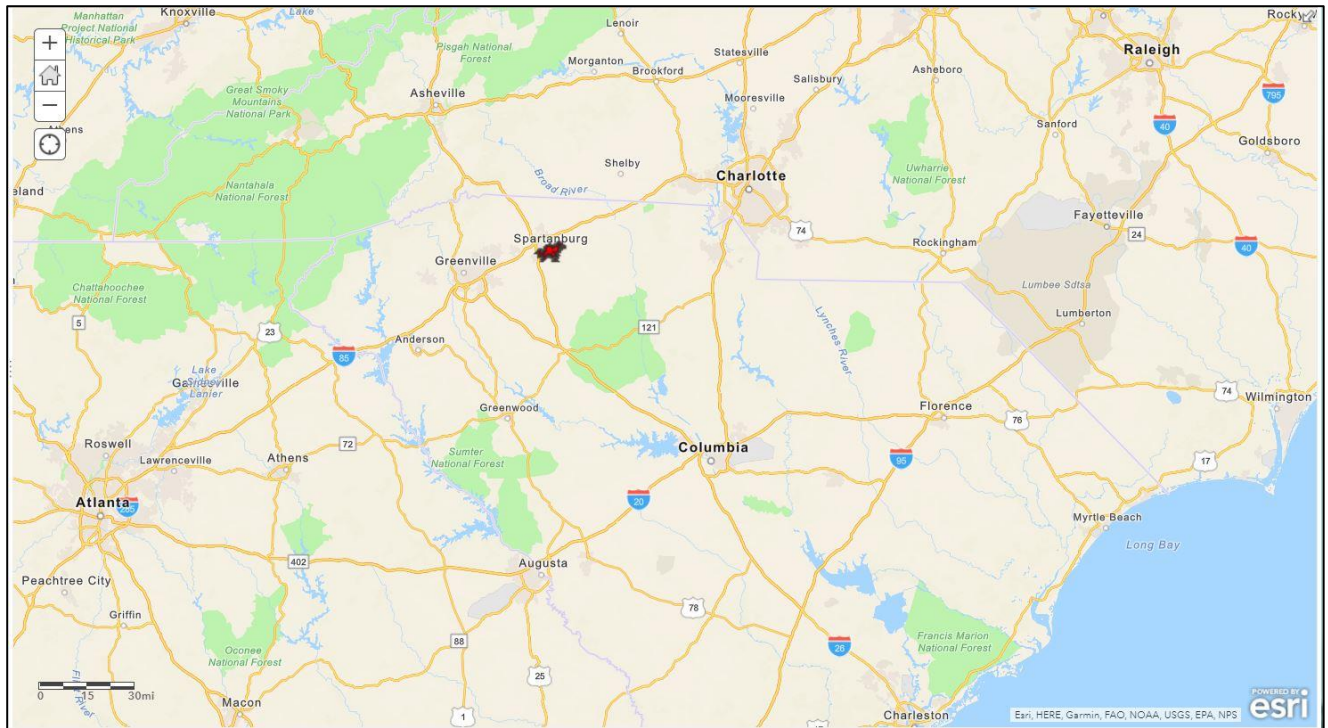 Manhattan
Project National
Historical Park
Knoxville
Lake
Lenoir
Rocky
Pisgah National
Forest
Statesville
Raleigh
Morganton
Brookford
Salisbury
Asheboro
+
Great Smoky
Mountains
National Park
Asheville
Mooresville
795
−
Athens
Sanford
40
Goldsboro
Shelby
Uwharrie
National Forest
eland
Nantahala
National Forest
Broad River
Charlotte
Fayetteville
74
24
Spartanburg
Rockingham
40
Greenville
Chattahoochee
National Forest
Lumbee Sdtsa
5
23
121
Lynches River
Lumberton
Anderson
85
Lake
Sidney
Lanier
Gainesville
74
Wilmington
Greenwood
Florence
76
Roswell
72
Columbia
Lawrenceville
Athens
Sumter
National Forest
95
17
Atlanta
285
20
Myrtle Beach
Long Bay
402
Augusta
Peachtree City
Griffin
78
88
Francis Marion
National Forest
26
Oconee
National Forest
25
0 15 30mi
Macon
1
Charleston
POWERED BY
esri
Esri, HERE, Garmin, FAO, NOAA, USGS, EPA, NPS